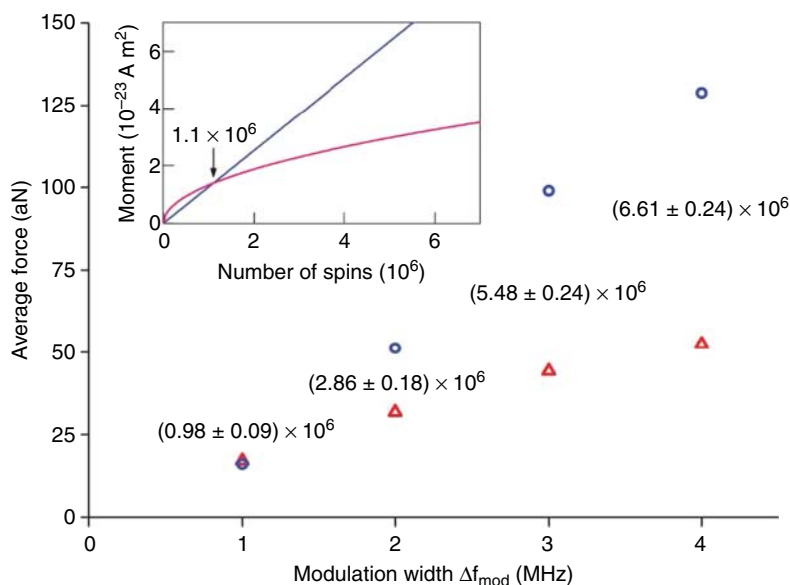 150
125
100
75
50
25
0
Average force (aN)
6
4
2
0
Moment (10⁻²³ A m²)
1.1 × 10⁶
0 2 4 6
Number of spins (10⁶)
(6.61 ± 0.24) × 10⁶
(5.48 ± 0.24) × 10⁶
(2.86 ± 0.18) × 10⁶
(0.98 ± 0.09) × 10⁶
0 1 2 3 4
Modulation width Δfmod (MHz)